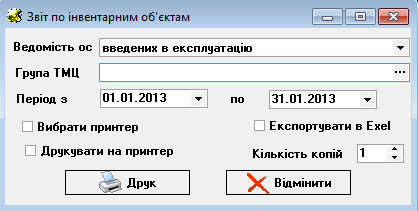 Звіт по інвентарним об'єктам
Ведомість ос введених в експлуатацію
Група ТМЦ ...
Період з 01.01.2013 по 31.01.2013
Вибрати принтер Експортувати в Exel
Друкувати на принтер Кількість копій 1
Друк Відмінити